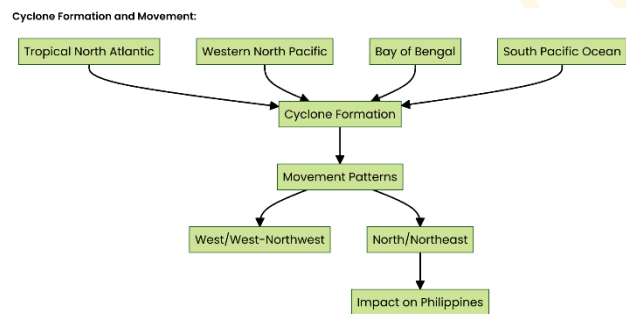 Cyclone Formation and Movement:
Tropical North Atlantic
Western North Pacific
Bay of Bengal
South Pacific Ocean
Cyclone Formation
Movement Patterns
West/West-Northwest
North/Northeast
Impact on Philippines